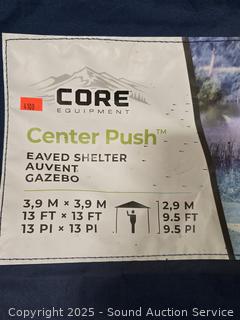 CORE
EQUIPMENT
Center Push™
EAVED SHELTER
AUVENT
GAZEBO
3,9 M × 3,9 M
13 FT × 13 FT
13 PI × 13 PI
2,9 M
9.5 FT
9.5 PI
Copyright 2025 - Sound Auction Service